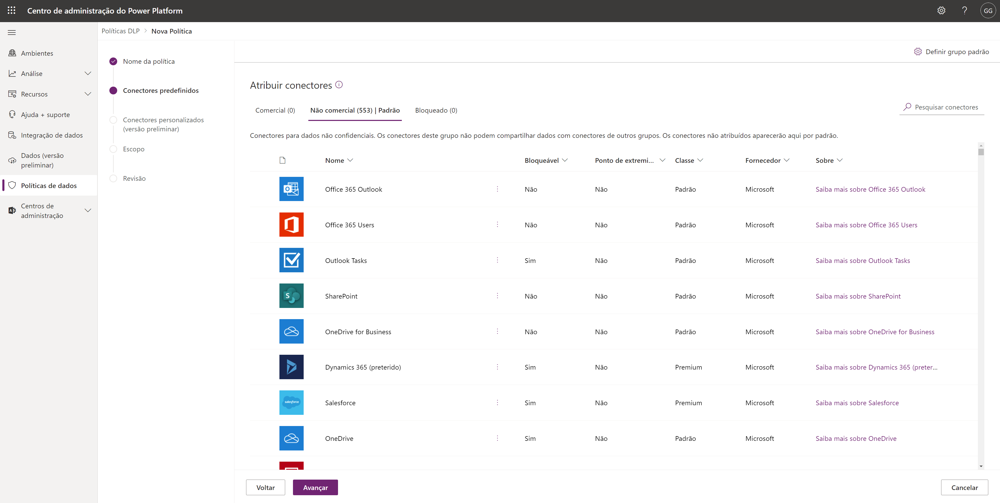 Centro de administração do Power Platform
GG
Políticas DLP > Nova Política
Ambientes
Análise
Recursos
Ajuda + suporte
Integração de dados
Dados (versão
preliminar)
Políticas de dados
Centros de
administração
Nome da política
Conectores predefinidos
Conectores personalizados
(versão preliminar)
Escopo
Revisão
Definir grupo padrão
Atribuir conectores
Comercial (0) Não comercial (553) | Padrão Bloqueado (0)
Pesquisar conectores
Conectores para dados não confidenciais. Os conectores deste grupo não podem compartilhar dados com conectores de outros grupos. Os conectores não atribuídos aparecerão aqui por padrão.
Nome Bloqueável Ponto de extremi... Classe Fornecedor Sobre
Office 365 Outlook Não Não Padrão Microsoft Saiba mais sobre Office 365 Outlook
Office 365 Users Não Não Padrão Microsoft Saiba mais sobre Office 365 Users
Outlook Tasks Sim Não Padrão Microsoft Saiba mais sobre Outlook Tasks
SharePoint Não Não Padrão Microsoft Saiba mais sobre SharePoint
OneDrive for Business Não Não Padrão Microsoft Saiba mais sobre OneDrive for Business
Dynamics 365 (preterido) Sim Não Premium Microsoft Saiba mais sobre Dynamics 365 (preter...
salesforce Salesforce Sim Não Premium Microsoft Saiba mais sobre Salesforce
OneDrive Sim Não Padrão Microsoft Saiba mais sobre OneDrive
Voltar Avançar Cancelar